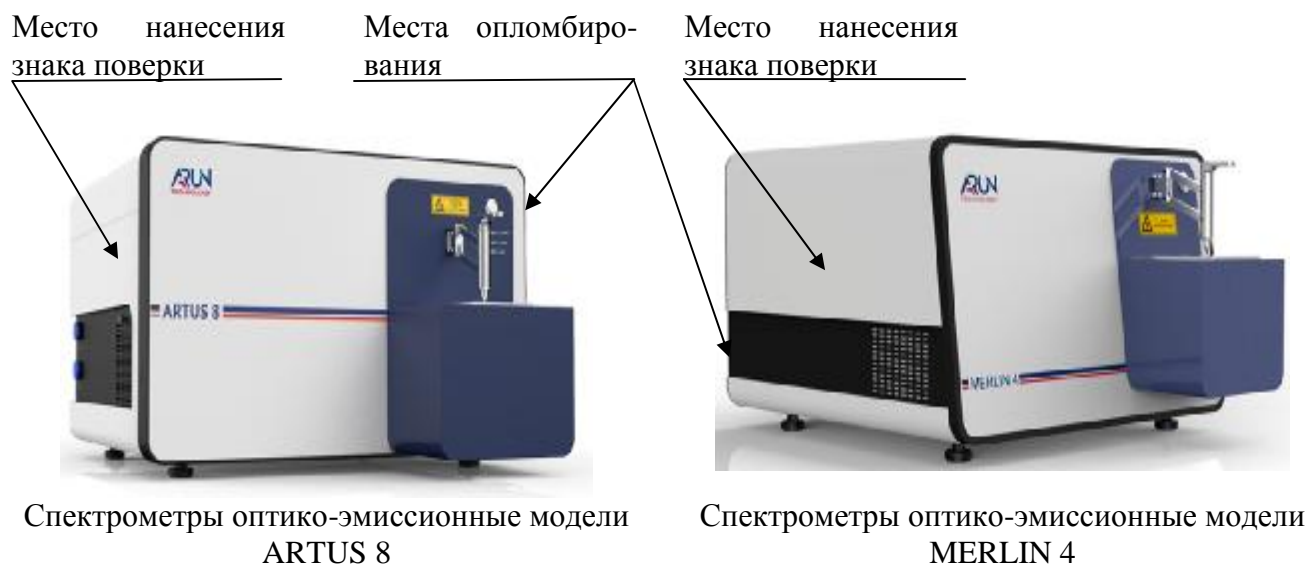 Место нанесения
знака поверки
Места опломбиро-
вания
Место нанесения
знака поверки
ARUN
ARTUS 8
ARUN
MERLIN 4
Спектрометры оптико-эмиссионные модели
ARTUS 8
Спектрометры оптико-эмиссионные модели
MERLIN 4